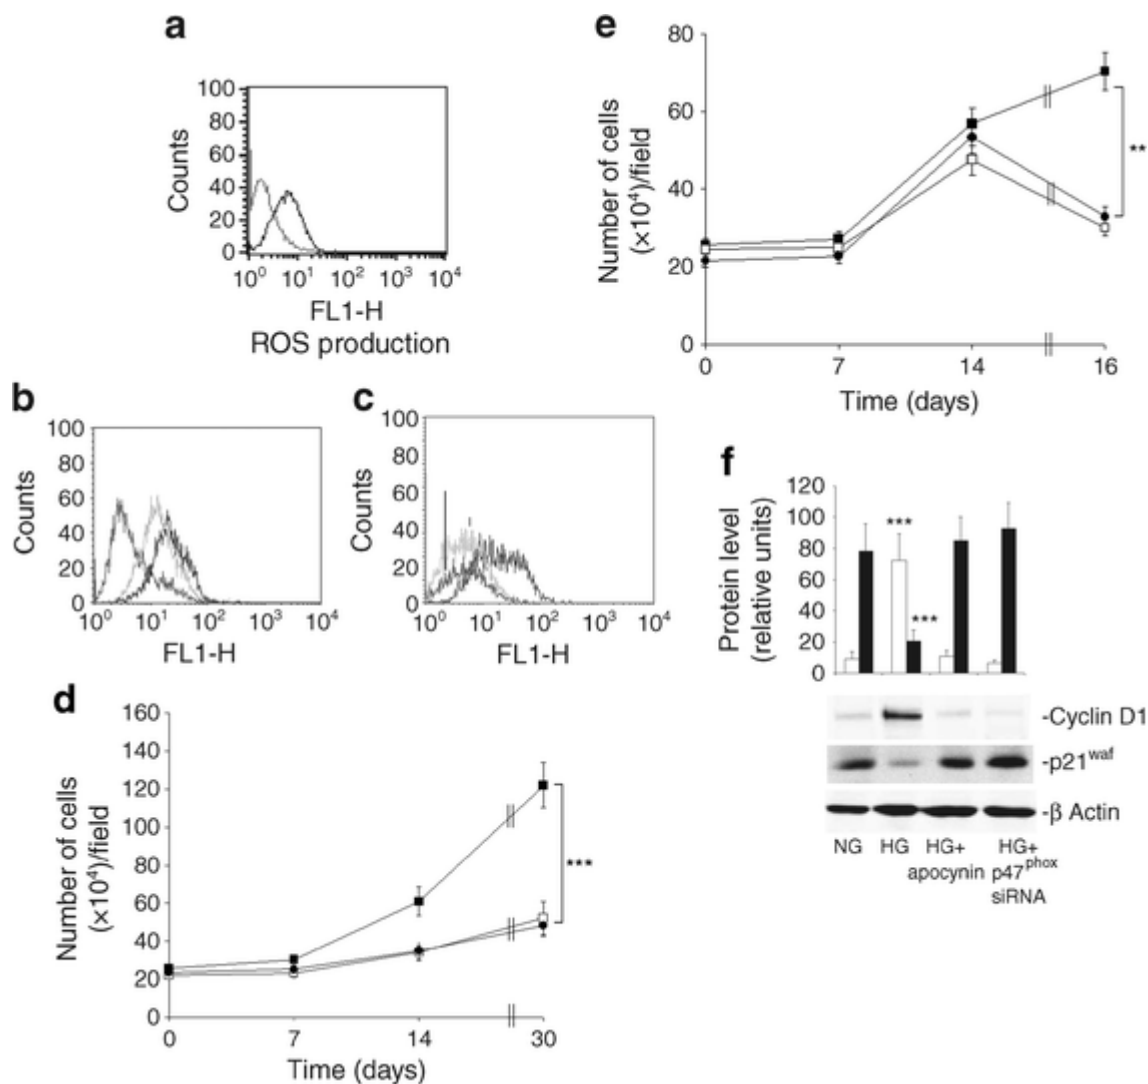 a
100
80
60
40
20
0
Counts
10⁰ 10¹ 10² 10³ 10⁴
FL1-H
ROS production
b
100
80
60
40
20
0
Counts
10⁰ 10¹ 10² 10³ 10⁴
FL1-H
c
100
80
60
40
20
0
Counts
10⁰ 10¹ 10² 10³ 10⁴
FL1-H
d
160
140
120
100
80
60
40
20
0
Number of cells
(×10⁴)/field
***
0 7 14 30
Time (days)
e
80
60
40
20
0
Number of cells
(×10⁴)/field
**
0 7 14 16
Time (days)
f
120
100
80
60
40
20
0
Protein level
(relative units)
***
***
-Cyclin D1
-p21ʷᵃᶠ
-β Actin
NG HG HG+ HG+
apocynin p47ᵖʰᵒˣ
siRNA